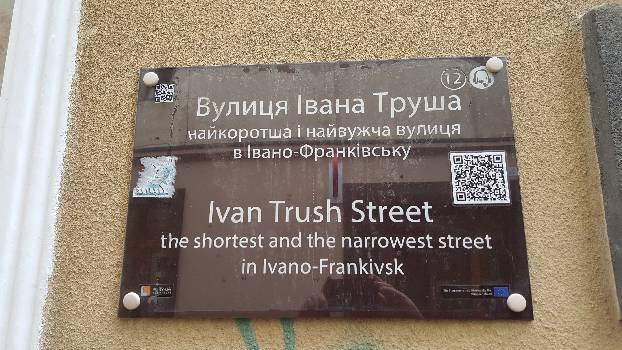 12
Вулиця Івана Труша
найкоротша і найвужча вулиця
в Івано-Франківську
Ivan Trush Street
the shortest and the narrowest street
in Ivano-Frankivsk